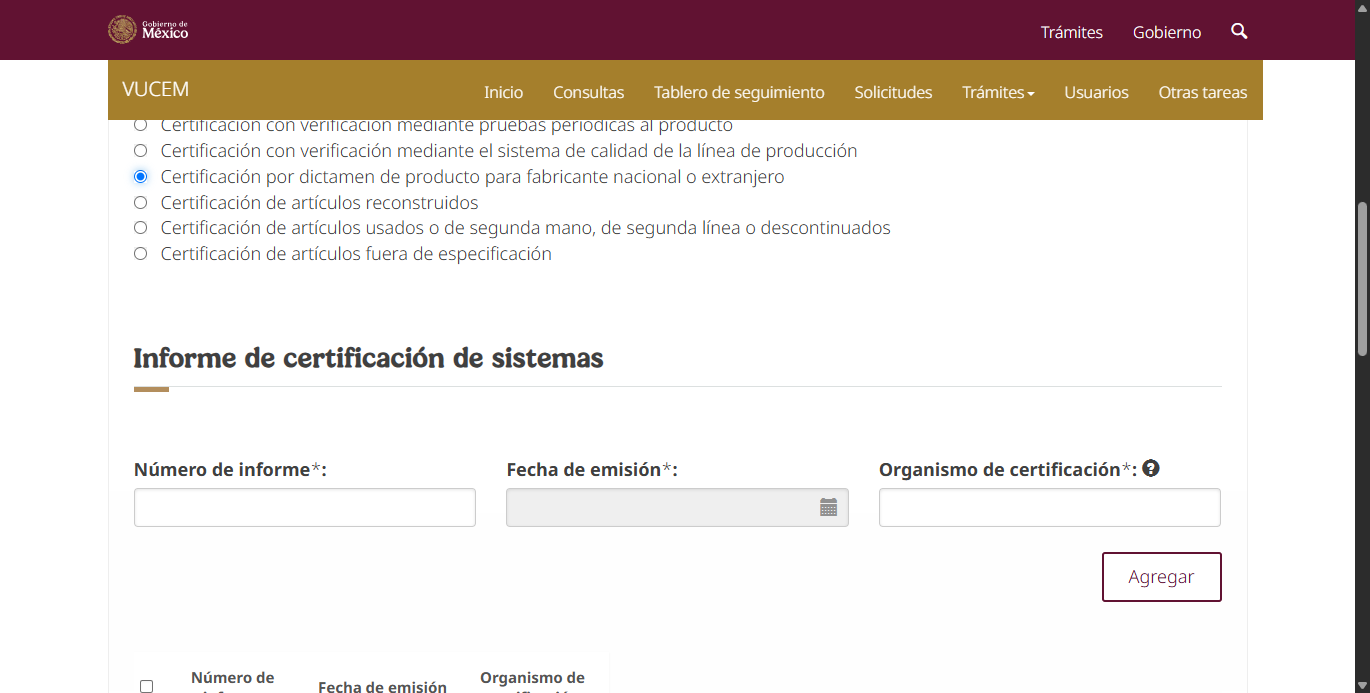 Gobierno de
México
Trámites
Gobierno
VUCEM
Inicio
Consultas
Tablero de seguimiento
Solicitudes
Trámites
Usuarios
Otras tareas
Certificación con verificación mediante pruebas periódicas al producto
Certificación con verificación mediante el sistema de calidad de la línea de producción
Certificación por dictamen de producto para fabricante nacional o extranjero
Certificación de artículos reconstruidos
Certificación de artículos usados o de segunda mano, de segunda línea o descontinuados
Certificación de artículos fuera de especificación
Informe de certificación de sistemas
Número de informe*:
Fecha de emisión*:
Organismo de certificación*: ?
Agregar
Número de
Fecha de emisión
Organismo de